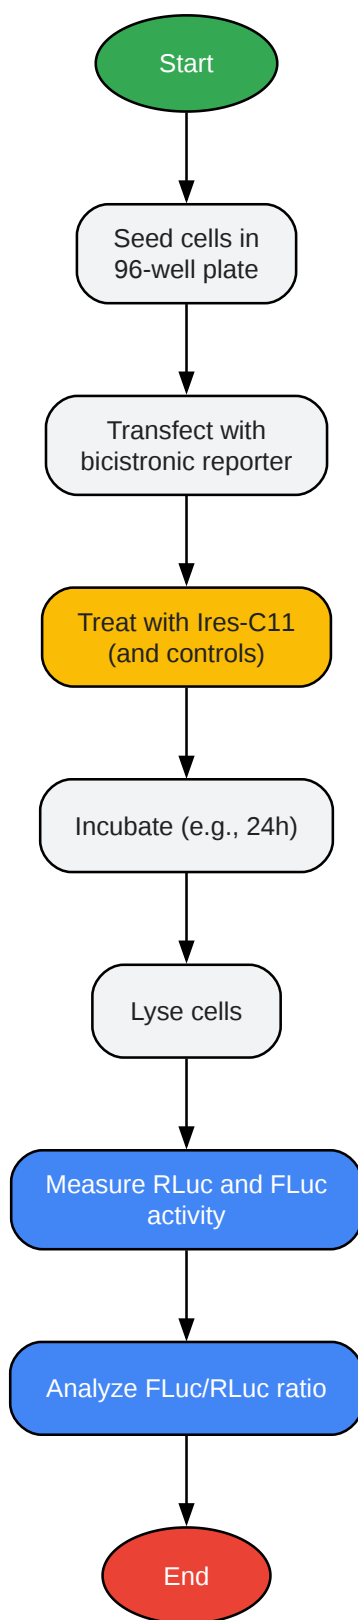 Start
Seed cells in
96-well plate
Transfect with
bicistronic reporter
Treat with Ires-C11
(and controls)
Incubate (e.g., 24h)
Lyse cells
Measure RLuc and FLuc
activity
Analyze FLuc/RLuc ratio
End